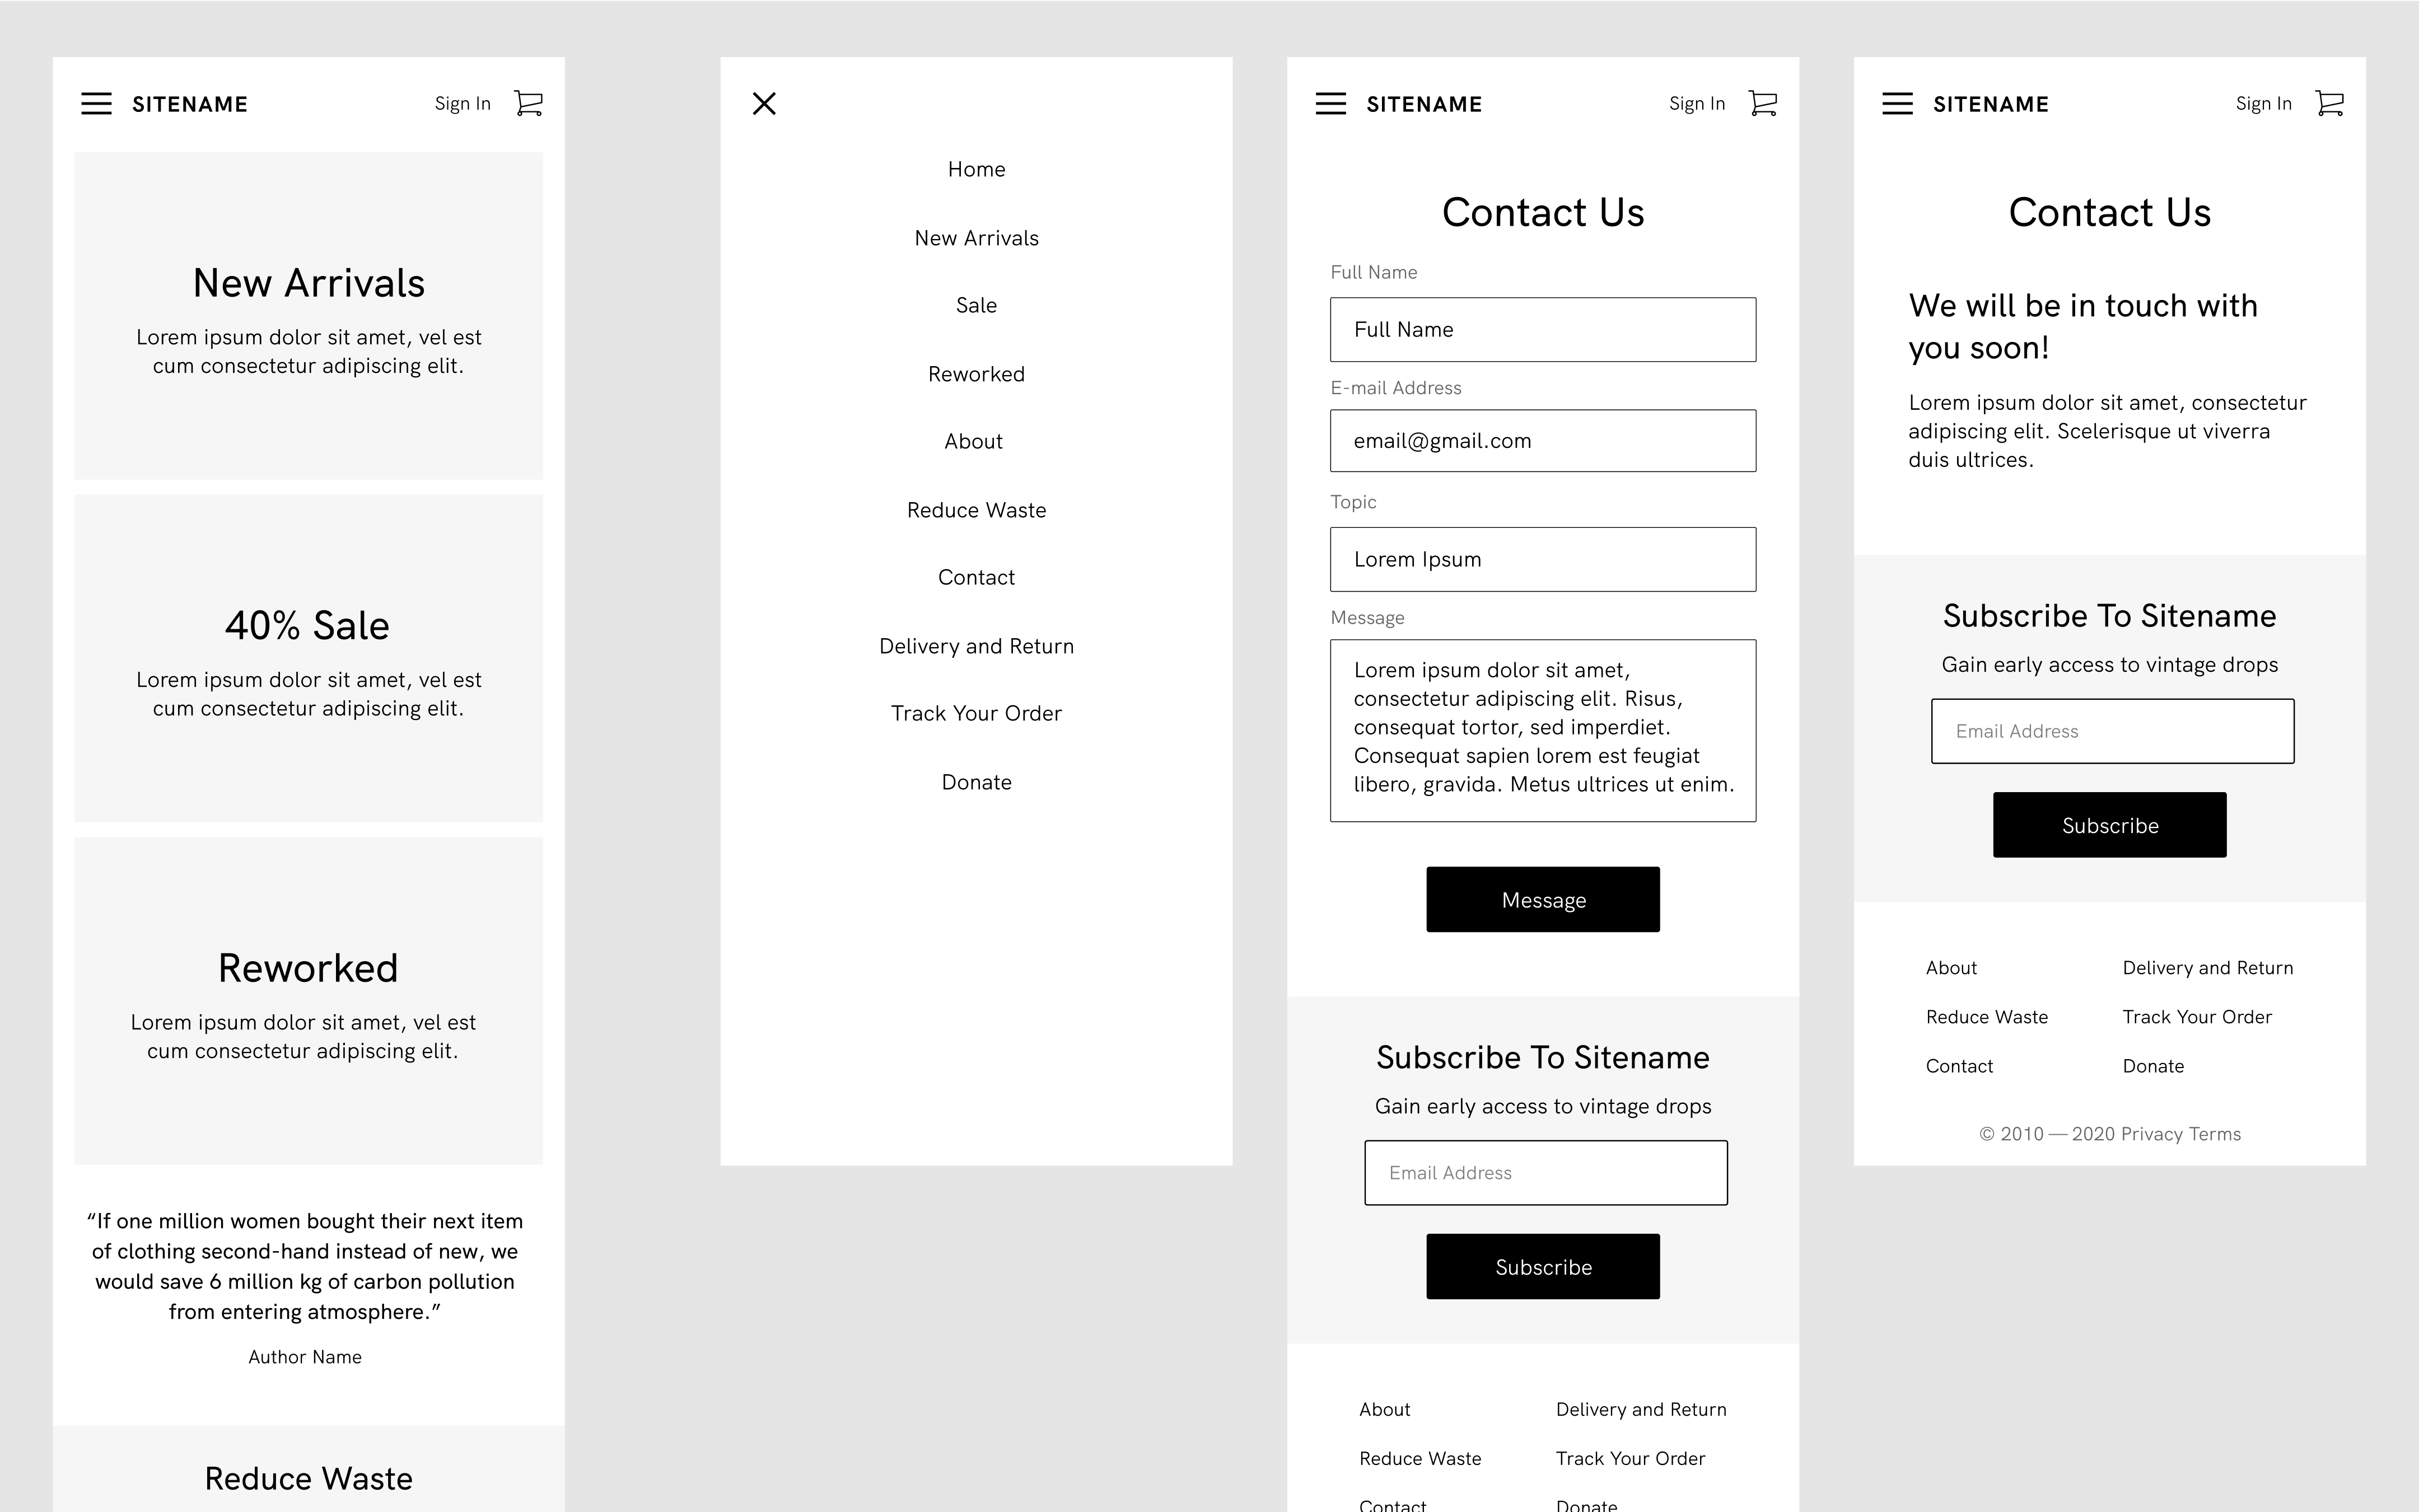 SITENAME
Sign In
New Arrivals
Lorem ipsum dolor sit amet, vel est
cum consectetur adipiscing elit.
40% Sale
Lorem ipsum dolor sit amet, vel est
cum consectetur adipiscing elit.
Reworked
Lorem ipsum dolor sit amet, vel est
cum consectetur adipiscing elit.
“If one million women bought their next item
of clothing second-hand instead of new, we
would save 6 million kg of carbon pollution
from entering atmosphere.”
Author Name
Reduce Waste
Home
New Arrivals
Sale
Reworked
About
Reduce Waste
Contact
Delivery and Return
Track Your Order
Donate
SITENAME
Sign In
Contact Us
Full Name
Full Name
E-mail Address
email@gmail.com
Topic
Lorem Ipsum
Message
Lorem ipsum dolor sit amet,
consectetur adipiscing elit. Risus,
consequat tortor, sed imperdiet.
Consequat sapien lorem est feugiat
libero, gravida. Metus ultrices ut enim.
Message
Subscribe To Sitename
Gain early access to vintage drops
Email Address
Subscribe
About
Delivery and Return
Reduce Waste
Track Your Order
Contact
Donate
SITENAME
Sign In
Contact Us
We will be in touch with
you soon!
Lorem ipsum dolor sit amet, consectetur
adipiscing elit. Scelerisque ut viverra
duis ultrices.
Subscribe To Sitename
Gain early access to vintage drops
Email Address
Subscribe
About
Delivery and Return
Reduce Waste
Track Your Order
Contact
Donate
© 2010 — 2020 Privacy Terms